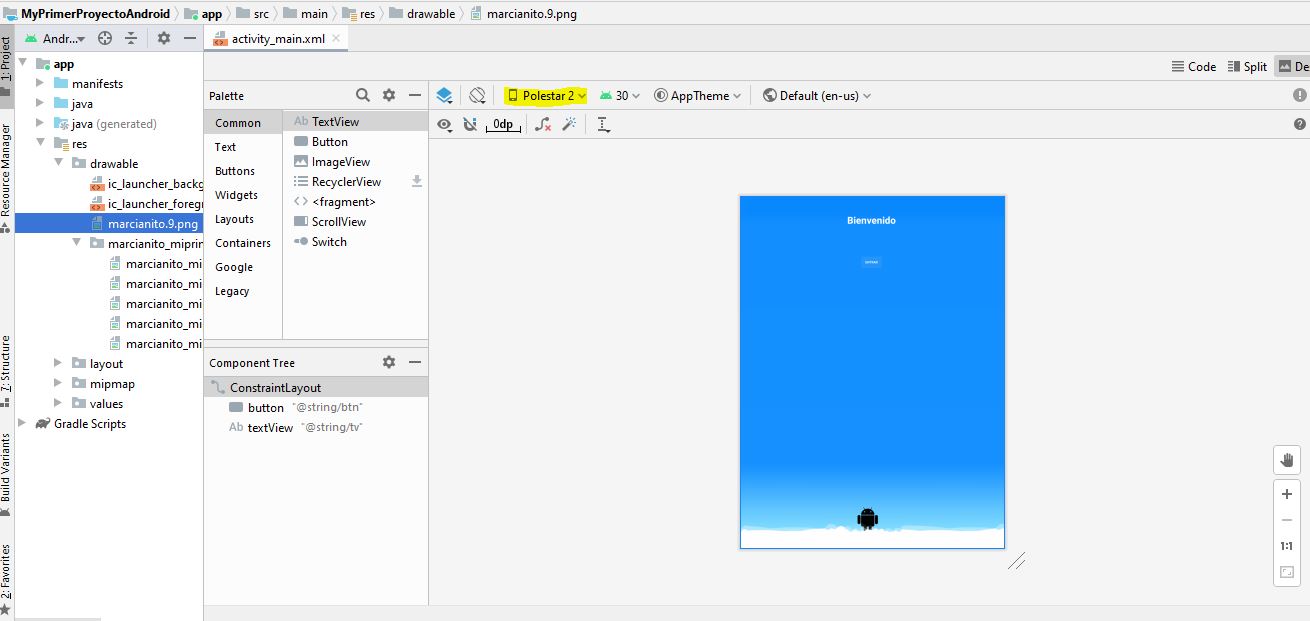 MyPrimerProyectoAndroid app src main res drawable marcianito.9.png
Andr... activity_main.xml
1: Project
Resource Manager
7: Structure
Build Variants
2: Favorites
app
manifests
java
java (generated)
res
drawable
ic_launcher_backg
ic_launcher_foregr
marcianito.9.png
marcianito_miprin
marcianito_mi
marcianito_mi
marcianito_mi
marcianito_mi
marcianito_mi
layout
mipmap
values
Gradle Scripts
Code Split De
Palette
Common
Text
Buttons
Widgets
Layouts
Containers
Google
Legacy
Ab TextView
Button
ImageView
RecyclerView
<> <fragment>
ScrollView
Switch
Component Tree
ConstraintLayout
button "@string/btn"
Ab textView "@string/tv"
Polestar 2 30 AppTheme Default (en-us)
0dp
Bienvenido
1:1